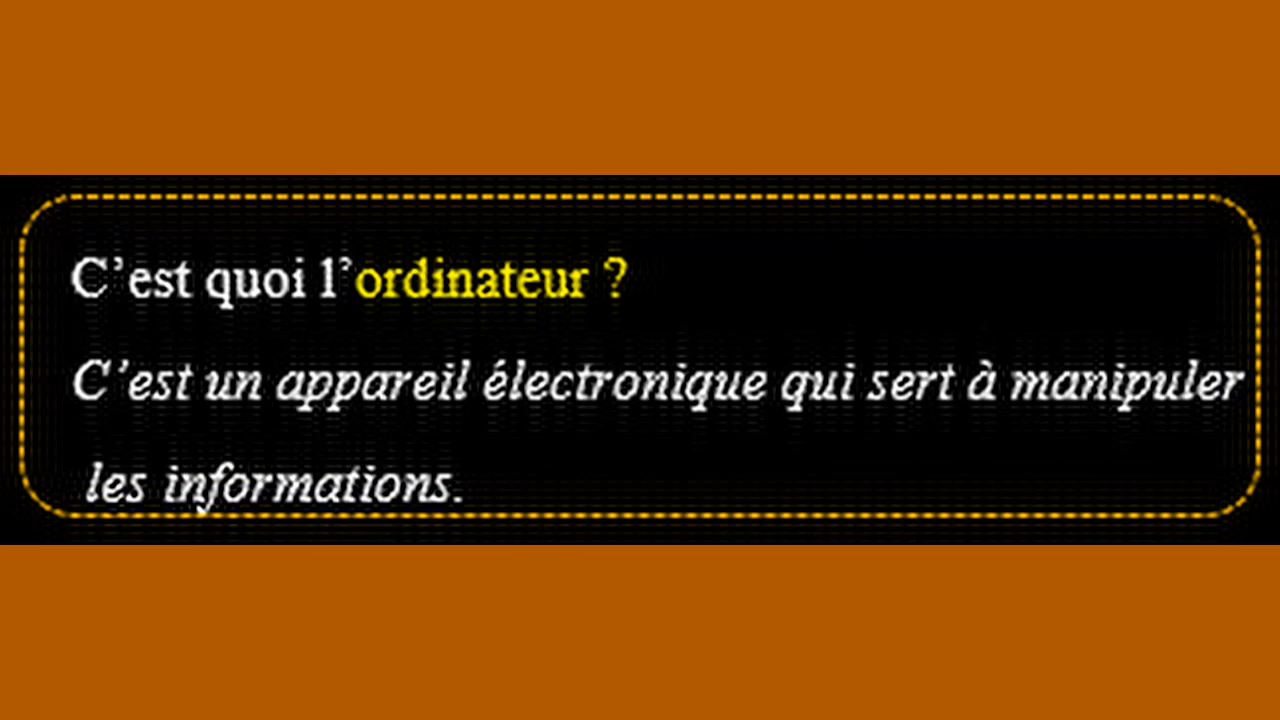 C’est quoi l’ordinateur ?
C’est un appareil électronique qui sert à manipuler
les informations.